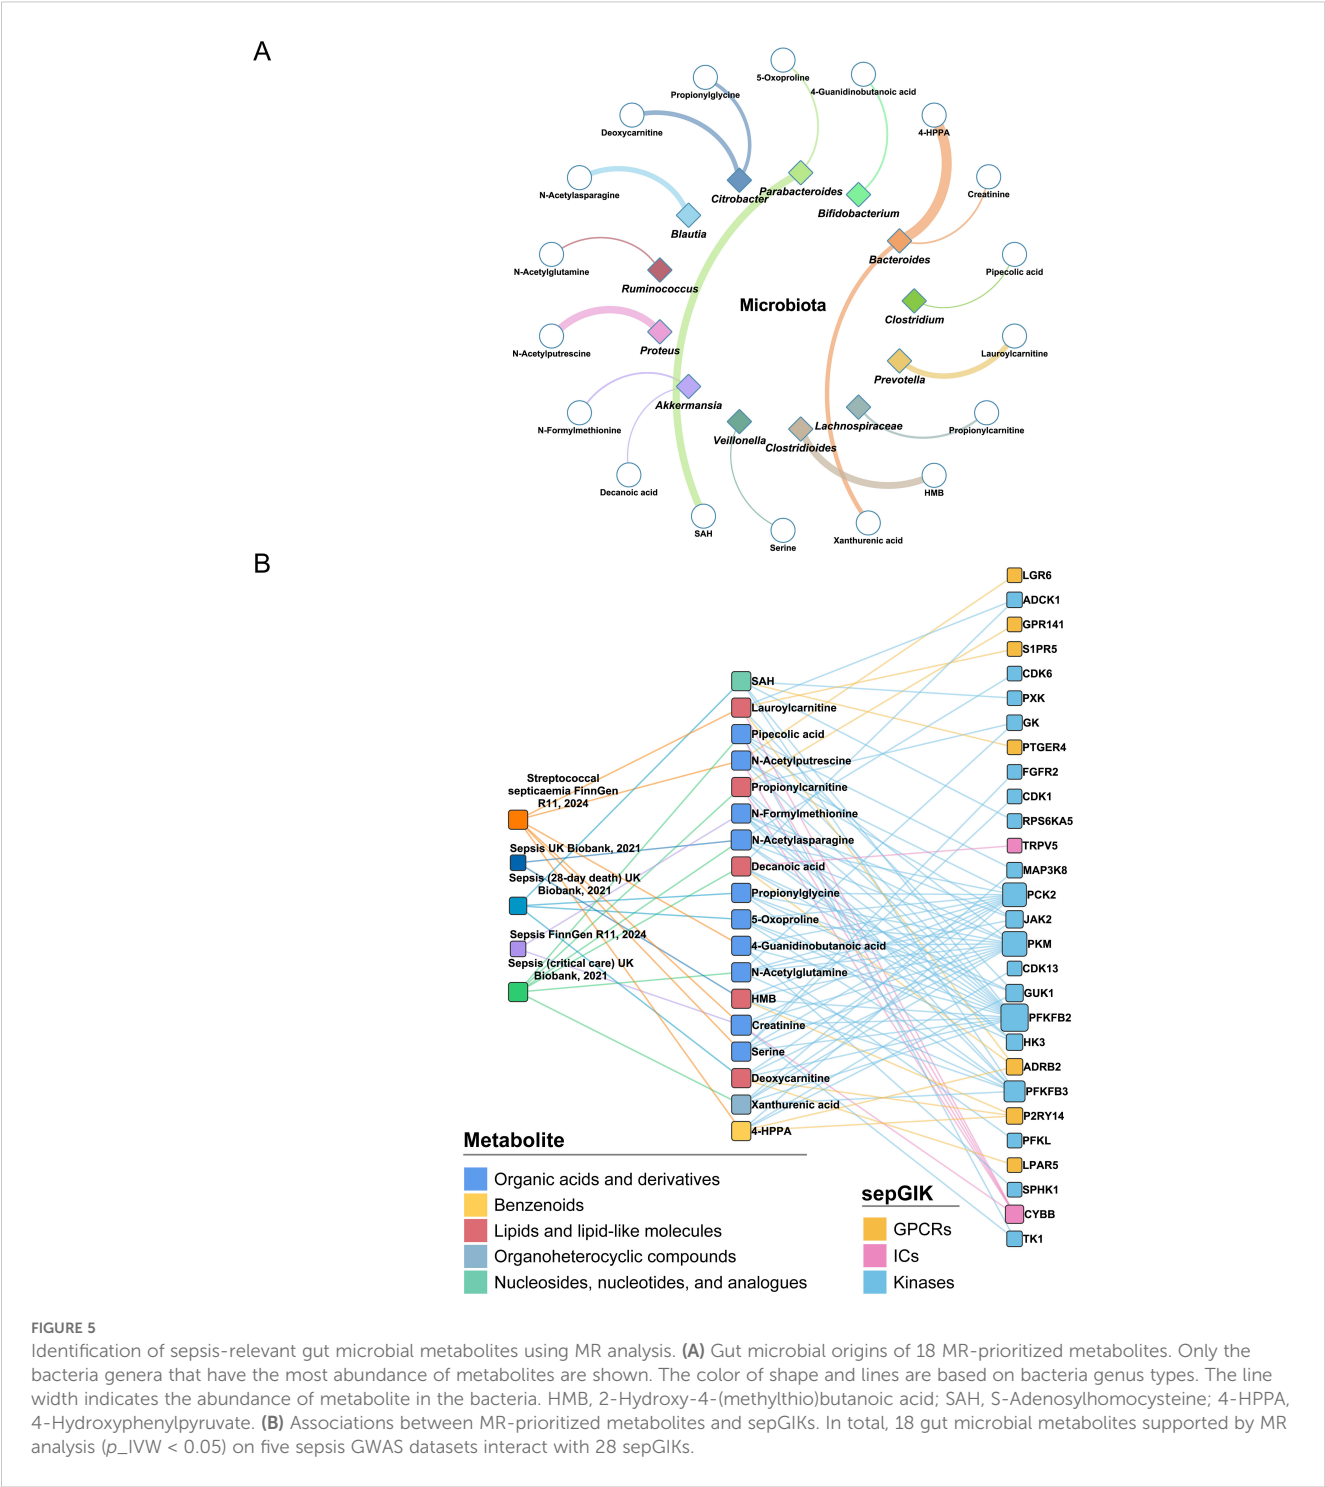 A
5-Oxoproline
Propionylglycine
4-Guanidinobutanoic acid
Deoxycarnitine
4-HPPA
N-Acetylasparagine
Citrobacter
Parabacteroides
Bifidobacterium
Creatinine
Blautia
Bacteroides
N-Acetylglutamine
Pipecolic acid
Ruminococcus
Microbiota
Clostridium
N-Acetylputrescine
Proteus
Lauroylcarnitine
Prevotella
Akkermansia
N-Formylmethionine
Veillonella
Clostridioides
Lachnospiraceae
Propionylcarnitine
Decanoic acid
HMB
SAH
Serine
Xanthurenic acid
B
Streptococcal
septicaemia FinnGen
R11, 2024
Sepsis UK Biobank, 2021
Sepsis (28-day death) UK
Biobank, 2021
Sepsis FinnGen R11, 2024
Sepsis (critical care) UK
Biobank, 2021
SAH
Lauroylcarnitine
Pipecolic acid
N-Acetylputrescine
Propionylcarnitine
N-Formylmethionine
N-Acetylasparagine
Decanoic acid
Propionylglycine
5-Oxoproline
4-Guanidinobutanoic acid
N-Acetylglutamine
HMB
Creatinine
Serine
Deoxycarnitine
Xanthurenic acid
4-HPPA
LGR6
ADCK1
GPR141
S1PR5
CDK6
PXK
GK
PTGER4
FGFR2
CDK1
RPS6KA5
TRPV5
MAP3K8
PCK2
JAK2
PKM
CDK13
GUK1
PFKFB2
HK3
ADRB2
PFKFB3
P2RY14
PFKL
LPAR5
SPHK1
CYBB
TK1
Metabolite
Organic acids and derivatives
Benzenoids
Lipids and lipid-like molecules
Organoheterocyclic compounds
Nucleosides, nucleotides, and analogues
sepGIK
GPCRs
ICs
Kinases
FIGURE 5
Identification of sepsis-relevant gut microbial metabolites using MR analysis. (A) Gut microbial origins of 18 MR-prioritized metabolites. Only the
bacteria genera that have the most abundance of metabolites are shown. The color of shape and lines are based on bacteria genus types. The line
width indicates the abundance of metabolite in the bacteria. HMB, 2-Hydroxy-4-(methylthio)butanoic acid; SAH, S-Adenosylhomocysteine; 4-HPPA,
4-Hydroxyphenylpyruvate. (B) Associations between MR-prioritized metabolites and sepGIKs. In total, 18 gut microbial metabolites supported by MR
analysis (p_IVW < 0.05) on five sepsis GWAS datasets interact with 28 sepGIKs.